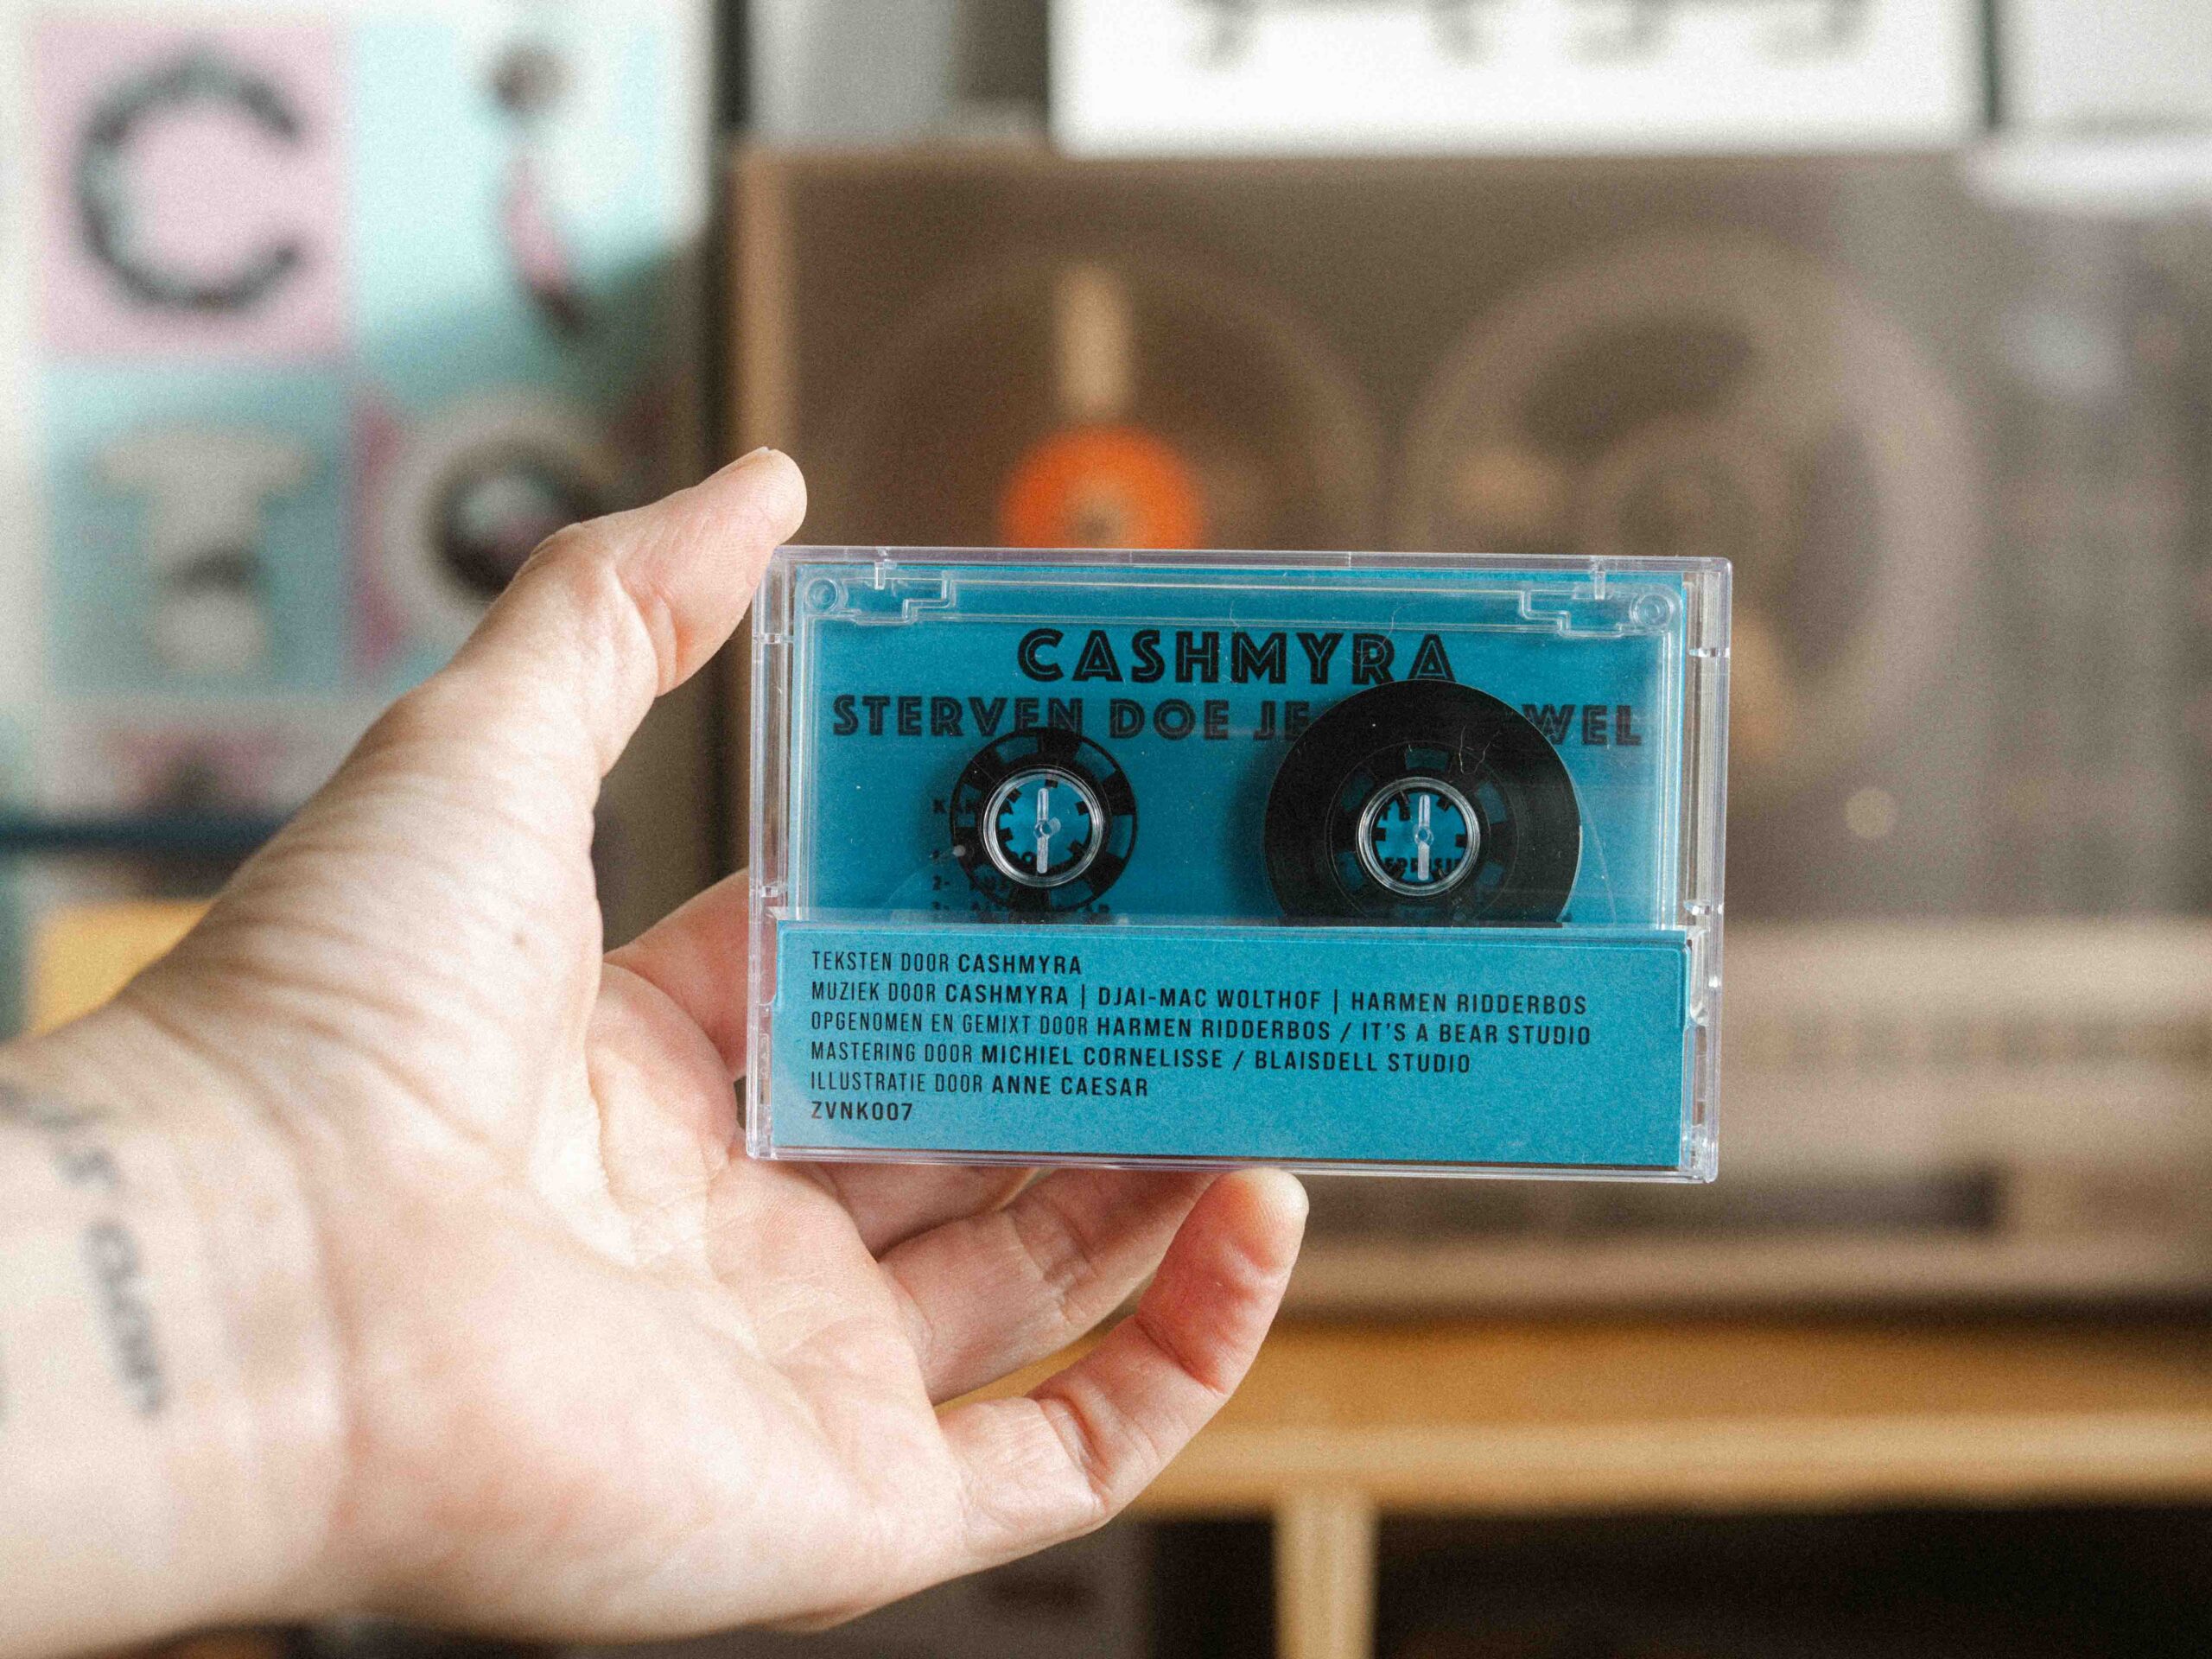 CASHMYRA
STERVEN DOE JE WEL
TEKSTEN DOOR CASHMYRA
MUZIEK DOOR CASHMYRA | DJAI-MAC WOLTHOF | HARMEN RIDDERBOS
OPGENOMEN EN GEMIXT DOOR HARMEN RIDDERBOS / IT'S A BEAR STUDIO
MASTERING DOOR MICHIEL CORNELISSE / BLAISDELL STUDIO
ILLUSTRATIE DOOR ANNE CAESAR
ZVNK007